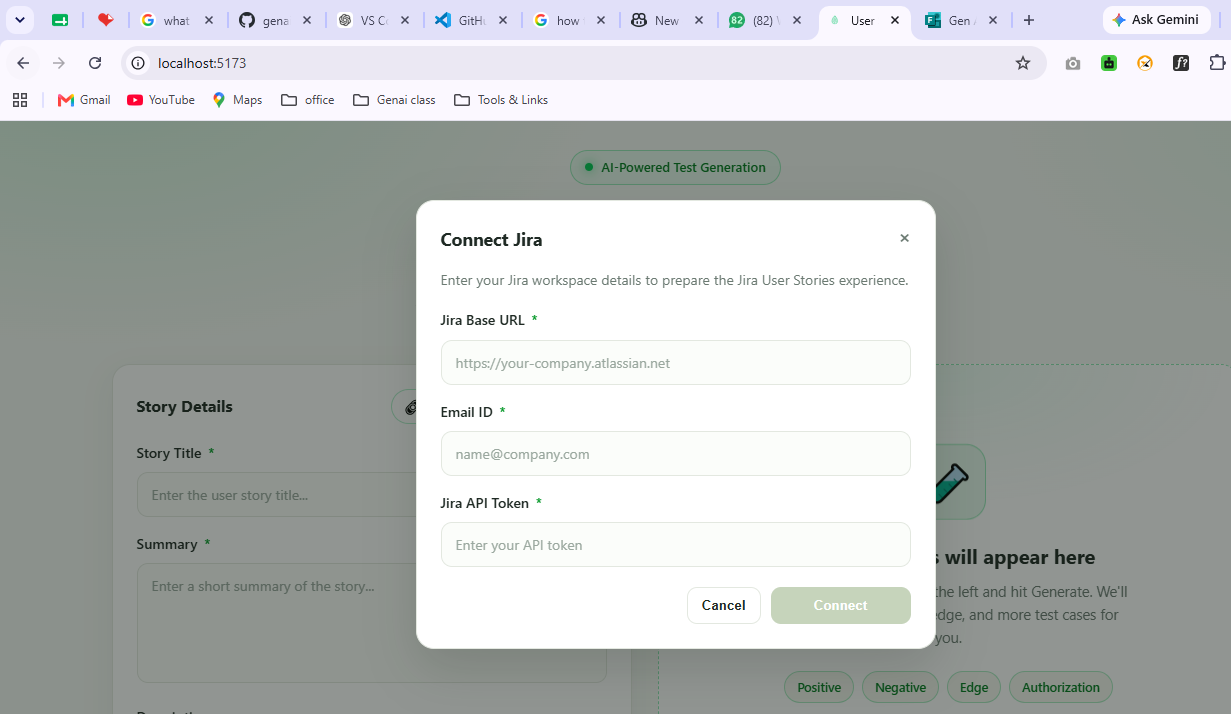 what
gena
VS C
GitHu
how
New
82
(82)
User
Gen
Ask Gemini
localhost:5173
f?
Gmail
YouTube
Maps
office
Genai class
Tools & Links
AI-Powered Test Generation
Connect Jira
×
Enter your Jira workspace details to prepare the Jira User Stories experience.
Jira Base URL *
https://your-company.atlassian.net
Email ID *
name@company.com
Jira API Token *
Enter your API token
Cancel
Connect
Story Details
Story Title *
Enter the user story title...
Summary *
Enter a short summary of the story...
will appear here
the left and hit Generate. We'll
edge, and more test cases for
you.
Positive
Negative
Edge
Authorization